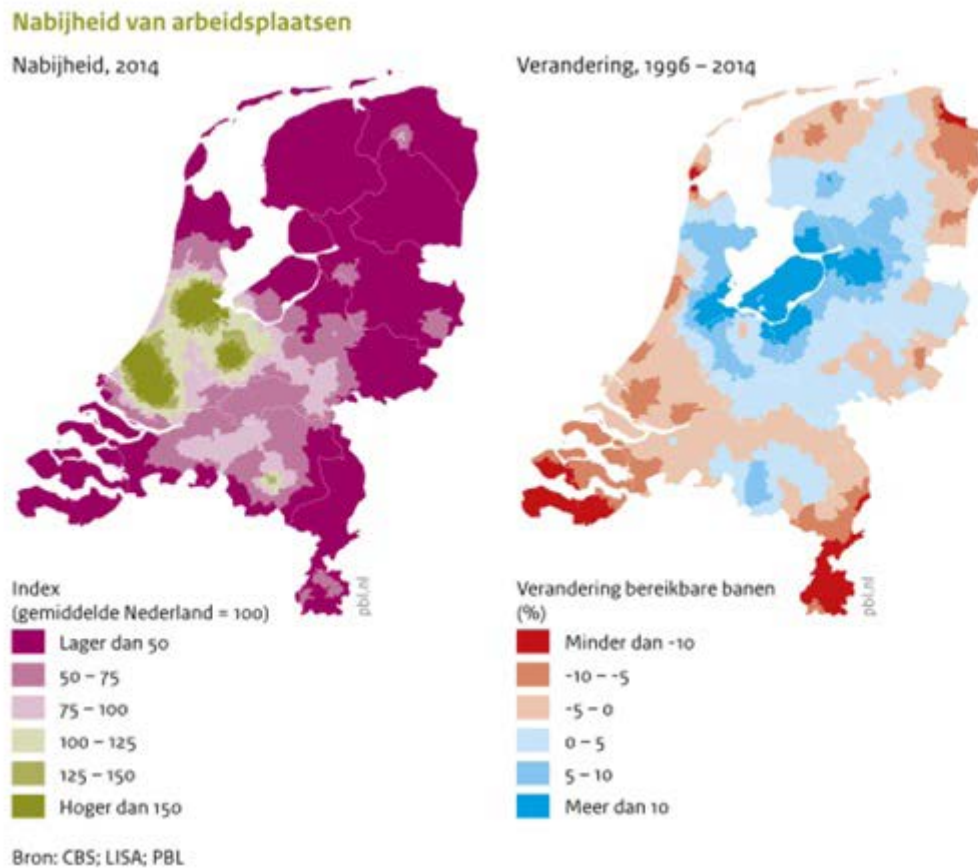 Nabijheid van arbeidsplaatsen
Nabijheid, 2014
Verandering, 1996 – 2014
pbl.nl
pbl.nl
Index
(gemiddelde Nederland = 100)
Lager dan 50
50 – 75
75 – 100
100 – 125
125 – 150
Hoger dan 150
Verandering bereikbare banen
(%)
Minder dan -10
-10 – -5
-5 – 0
0 – 5
5 – 10
Meer dan 10
Bron: CBS; LISA; PBL